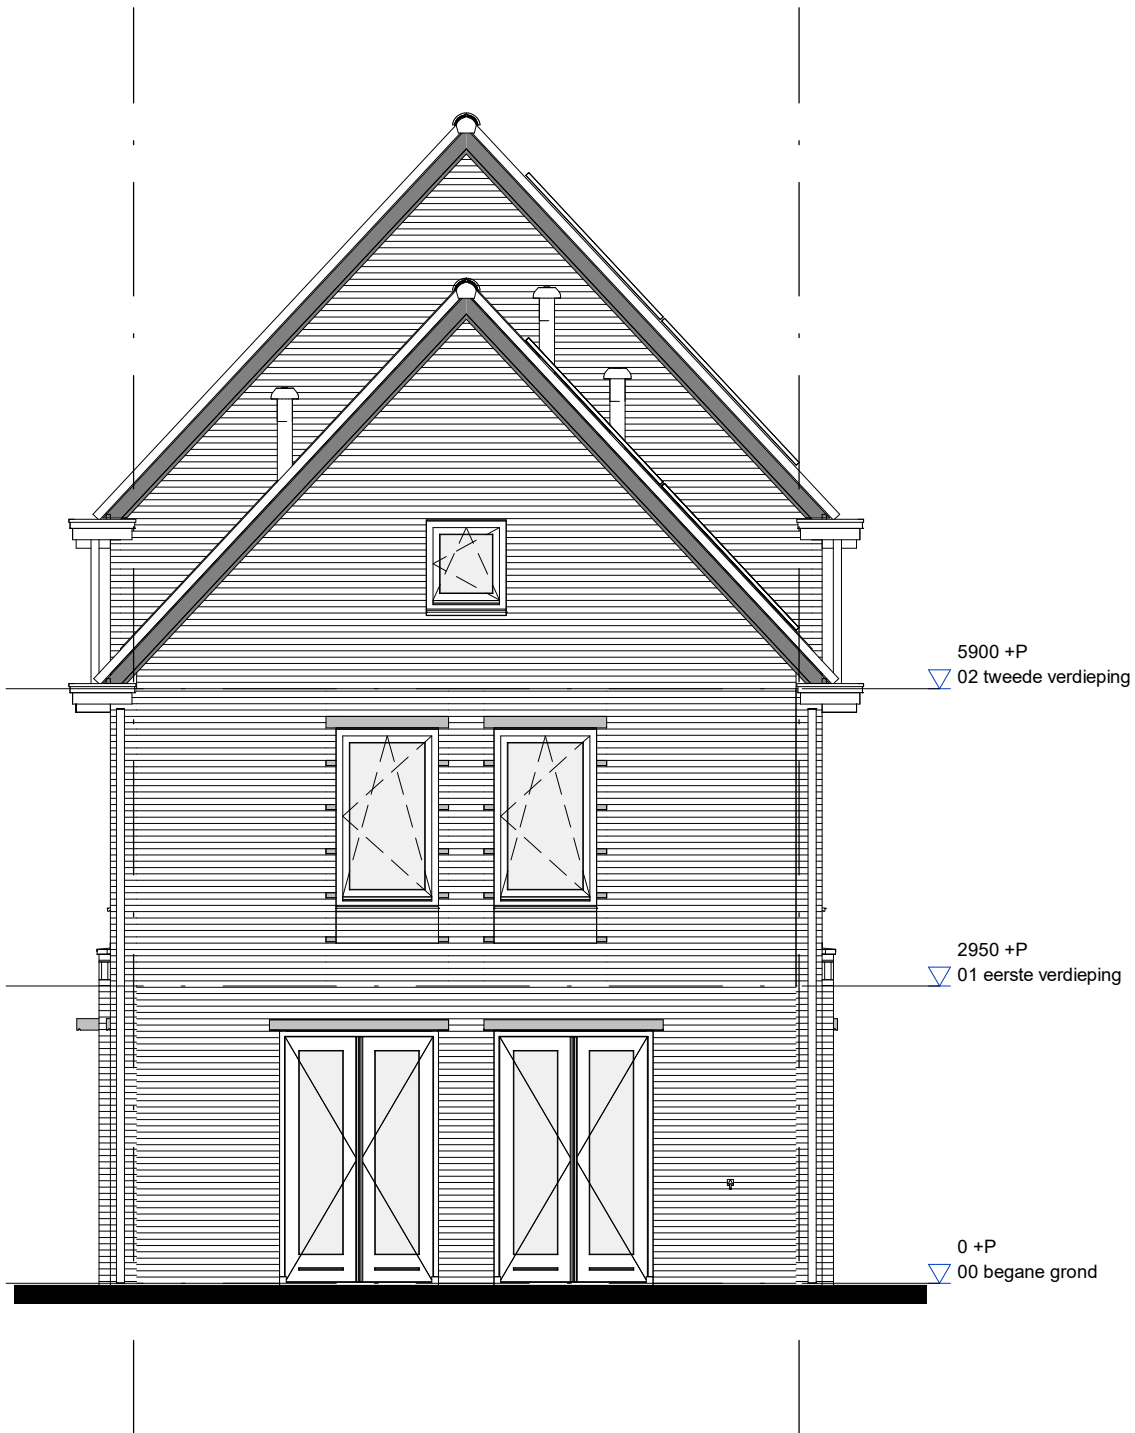 5900 +P
02 tweede verdieping
2950 +P
01 eerste verdieping
0 +P
00 begane grond